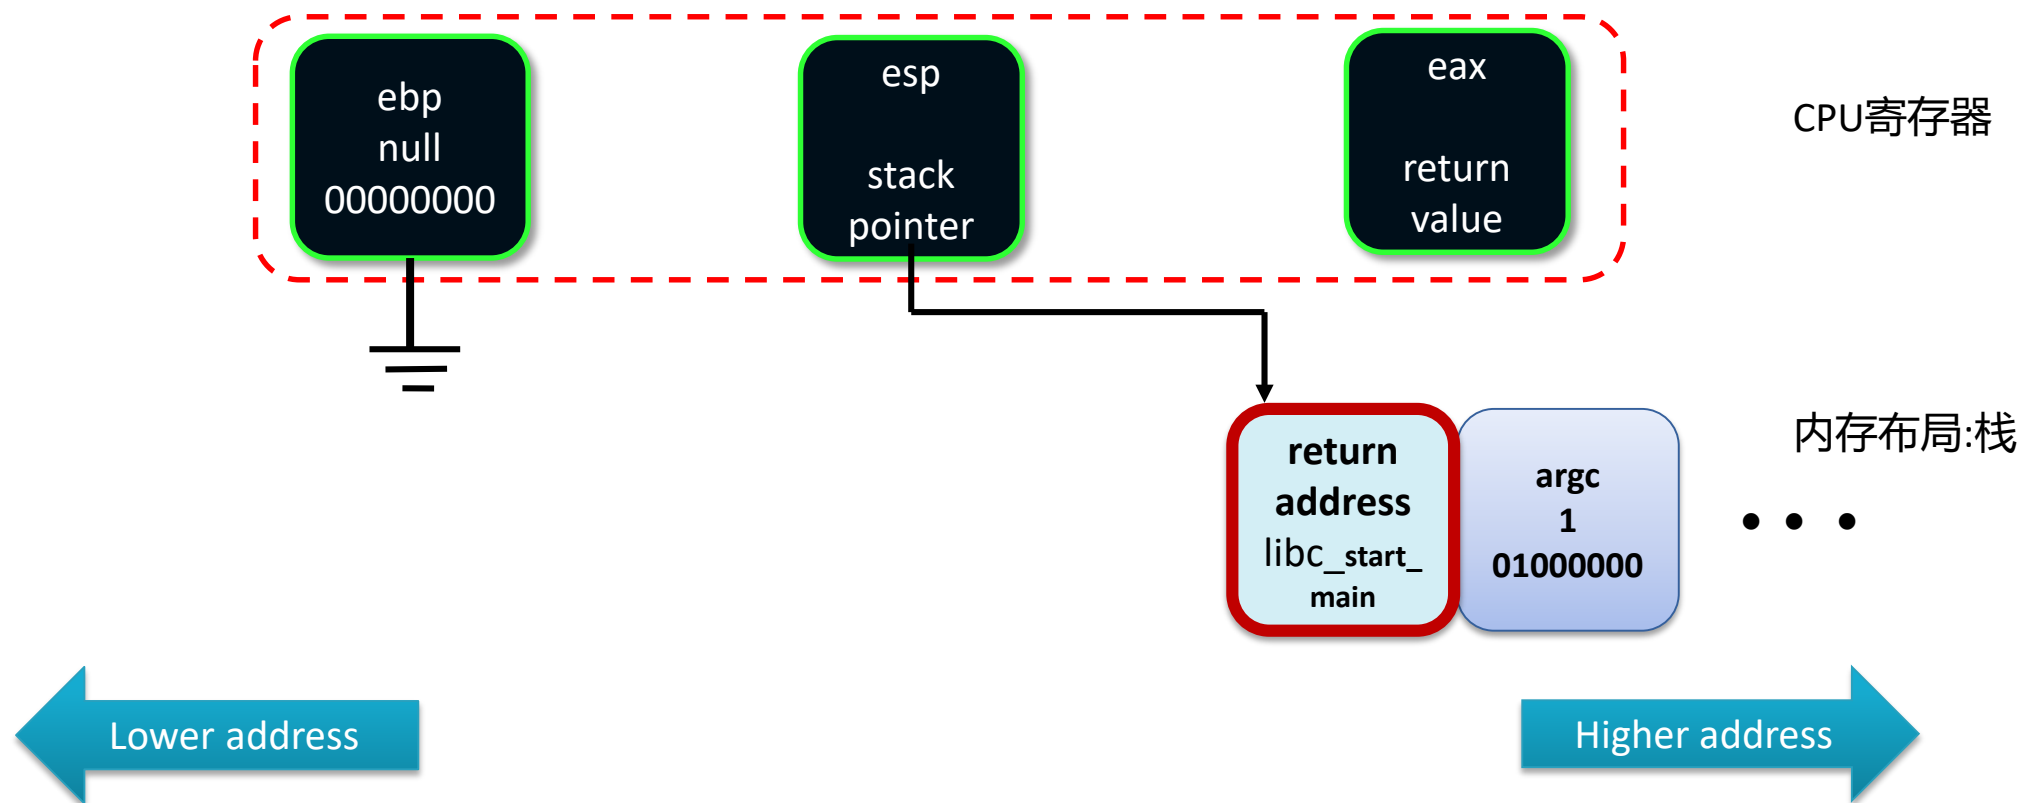 ebp
null
00000000
esp
stack
pointer
eax
return
value
CPU寄存器
return
address
libc_start_
main
argc
1
01000000
内存布局:栈
• • •
Lower address
Higher address